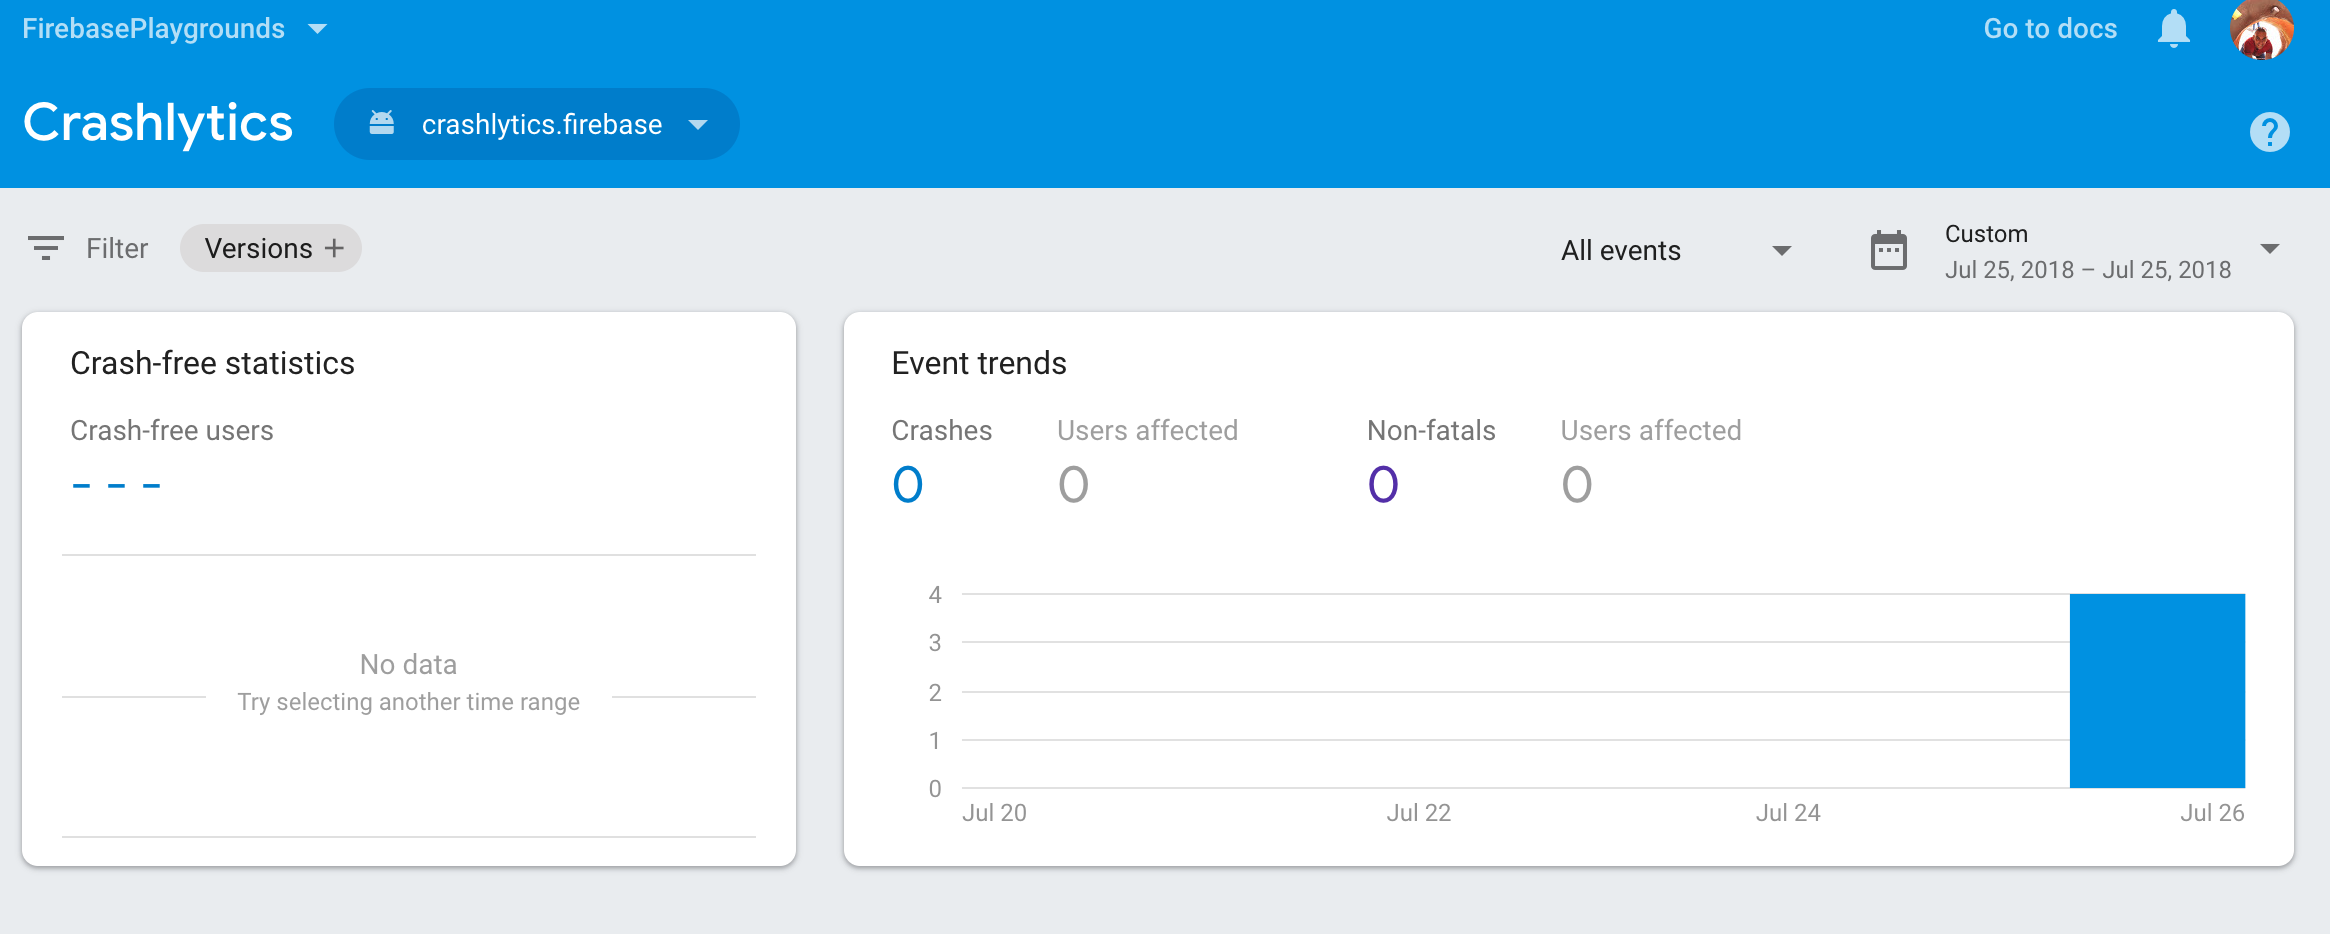 FirebasePlaygrounds
Go to docs
Crashlytics
crashlytics.firebase
?
Filter
Versions +
All events
Custom
Jul 25, 2018 – Jul 25, 2018
Crash-free statistics
Crash-free users
- - -
No data
Try selecting another time range
Event trends
Crashes
Users affected
Non-fatals
Users affected
0
0
0
0
4
3
2
1
0
Jul 20
Jul 22
Jul 24
Jul 26